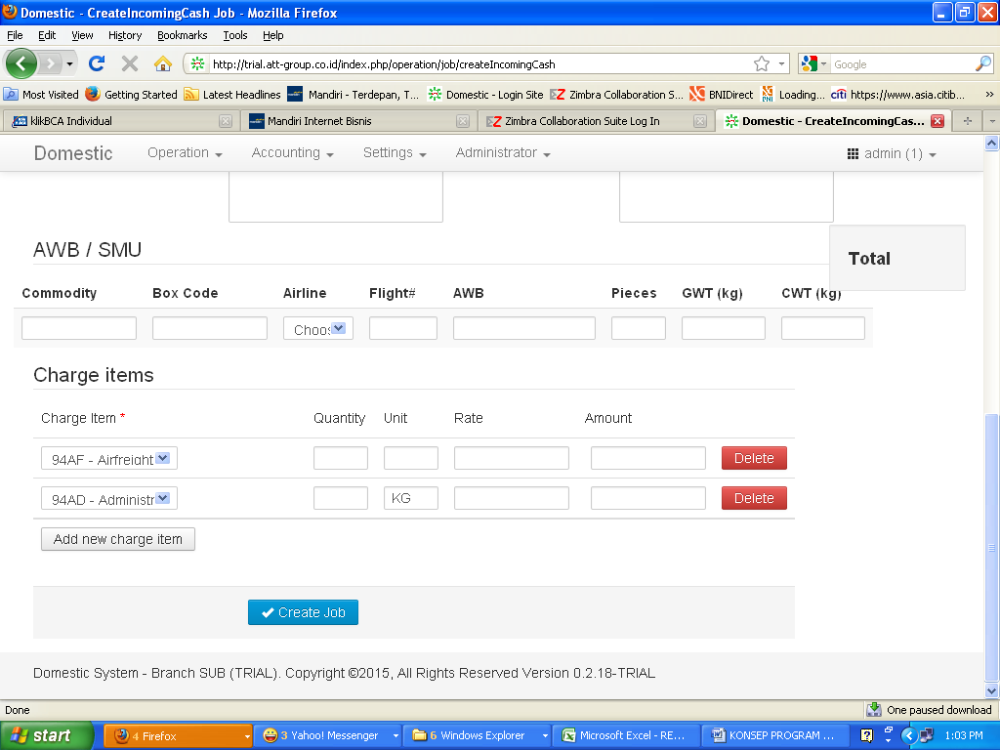 Domestic - CreateIncomingCash Job - Mozilla Firefox
File Edit View History Bookmarks Tools Help
http://trial.att-group.co.id/index.php/operation/job/createIncomingCash
Google
Most Visited Getting Started Latest Headlines Mandiri - Terdepan, T... Domestic - Login Site Zimbra Collaboration S... BNIDirect Loading... https://www.asia.citib... »
klikBCA Individual Mandiri Internet Bisnis Zimbra Collaboration Suite Log In Domestic - CreateIncomingCas...
Domestic Operation Accounting Settings Administrator admin (1)
AWB / SMU
Total
Commodity Box Code Airline Flight# AWB Pieces GWT (kg) CWT (kg)
Choos
Charge items
Charge Item * Quantity Unit Rate Amount
94AF - Airfreight Delete
94AD - Administr KG Delete
Add new charge item
Create Job
Domestic System - Branch SUB (TRIAL). Copyright ©2015, All Rights Reserved Version 0.2.18-TRIAL
Done One paused download
start 4 Firefox 3 Yahoo! Messenger 6 Windows Explorer Microsoft Excel - RE... KONSEP PROGRAM ... 1:03 PM